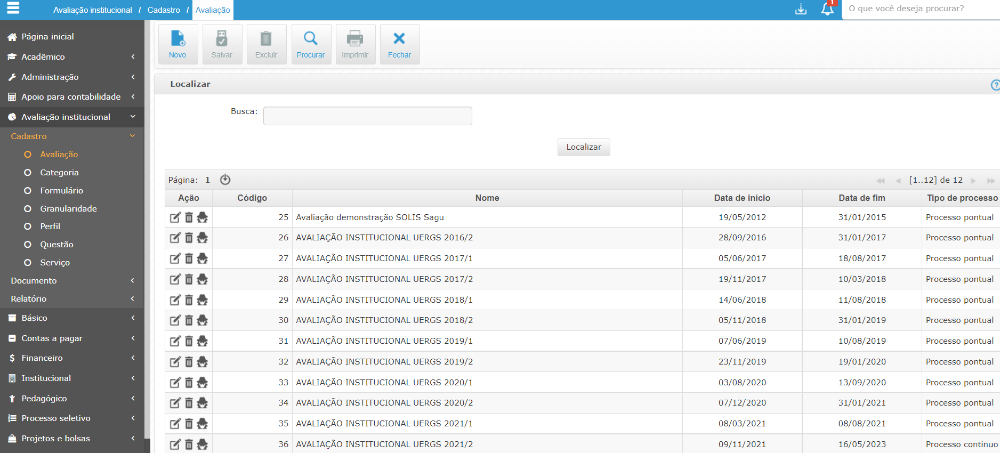 Avaliação institucional / Cadastro / Avaliação
1
O que você deseja procurar?
Página inicial
Acadêmico
Administração
Apoio para contabilidade
Avaliação institucional
Cadastro
Avaliação
Categoria
Formulário
Granularidade
Perfil
Questão
Serviço
Documento
Relatório
Básico
Contas a pagar
Financeiro
Institucional
Pedagógico
Processo seletivo
Projetos e bolsas
Novo Salvar Excluir Procurar Imprimir Fechar
Localizar
Busca:
Localizar
Página: 1 [1..12] de 12
Ação Código Nome Data de início Data de fim Tipo de processo
25 Avaliação demonstração SOLIS Sagu 19/05/2012 31/01/2015 Processo pontual
26 AVALIAÇÃO INSTITUCIONAL UERGS 2016/2 28/09/2016 31/01/2017 Processo pontual
27 AVALIAÇÃO INSTITUCIONAL UERGS 2017/1 05/06/2017 18/08/2017 Processo pontual
28 AVALIAÇÃO INSTITUCIONAL UERGS 2017/2 19/11/2017 10/03/2018 Processo pontual
29 AVALIAÇÃO INSTITUCIONAL UERGS 2018/1 14/06/2018 11/08/2018 Processo pontual
30 AVALIAÇÃO INSTITUCIONAL UERGS 2018/2 05/11/2018 31/01/2019 Processo pontual
31 AVALIAÇÃO INSTITUCIONAL UERGS 2019/1 07/06/2019 10/08/2019 Processo pontual
32 AVALIAÇÃO INSTITUCIONAL UERGS 2019/2 23/11/2019 19/01/2020 Processo pontual
33 AVALIAÇÃO INSTITUCIONAL UERGS 2020/1 03/08/2020 13/09/2020 Processo pontual
34 AVALIAÇÃO INSTITUCIONAL UERGS 2020/2 07/12/2020 31/01/2021 Processo pontual
35 AVALIAÇÃO INSTITUCIONAL UERGS 2021/1 08/03/2021 08/08/2021 Processo pontual
36 AVALIAÇÃO INSTITUCIONAL UERGS 2021/2 09/11/2021 16/05/2023 Processo contínuo